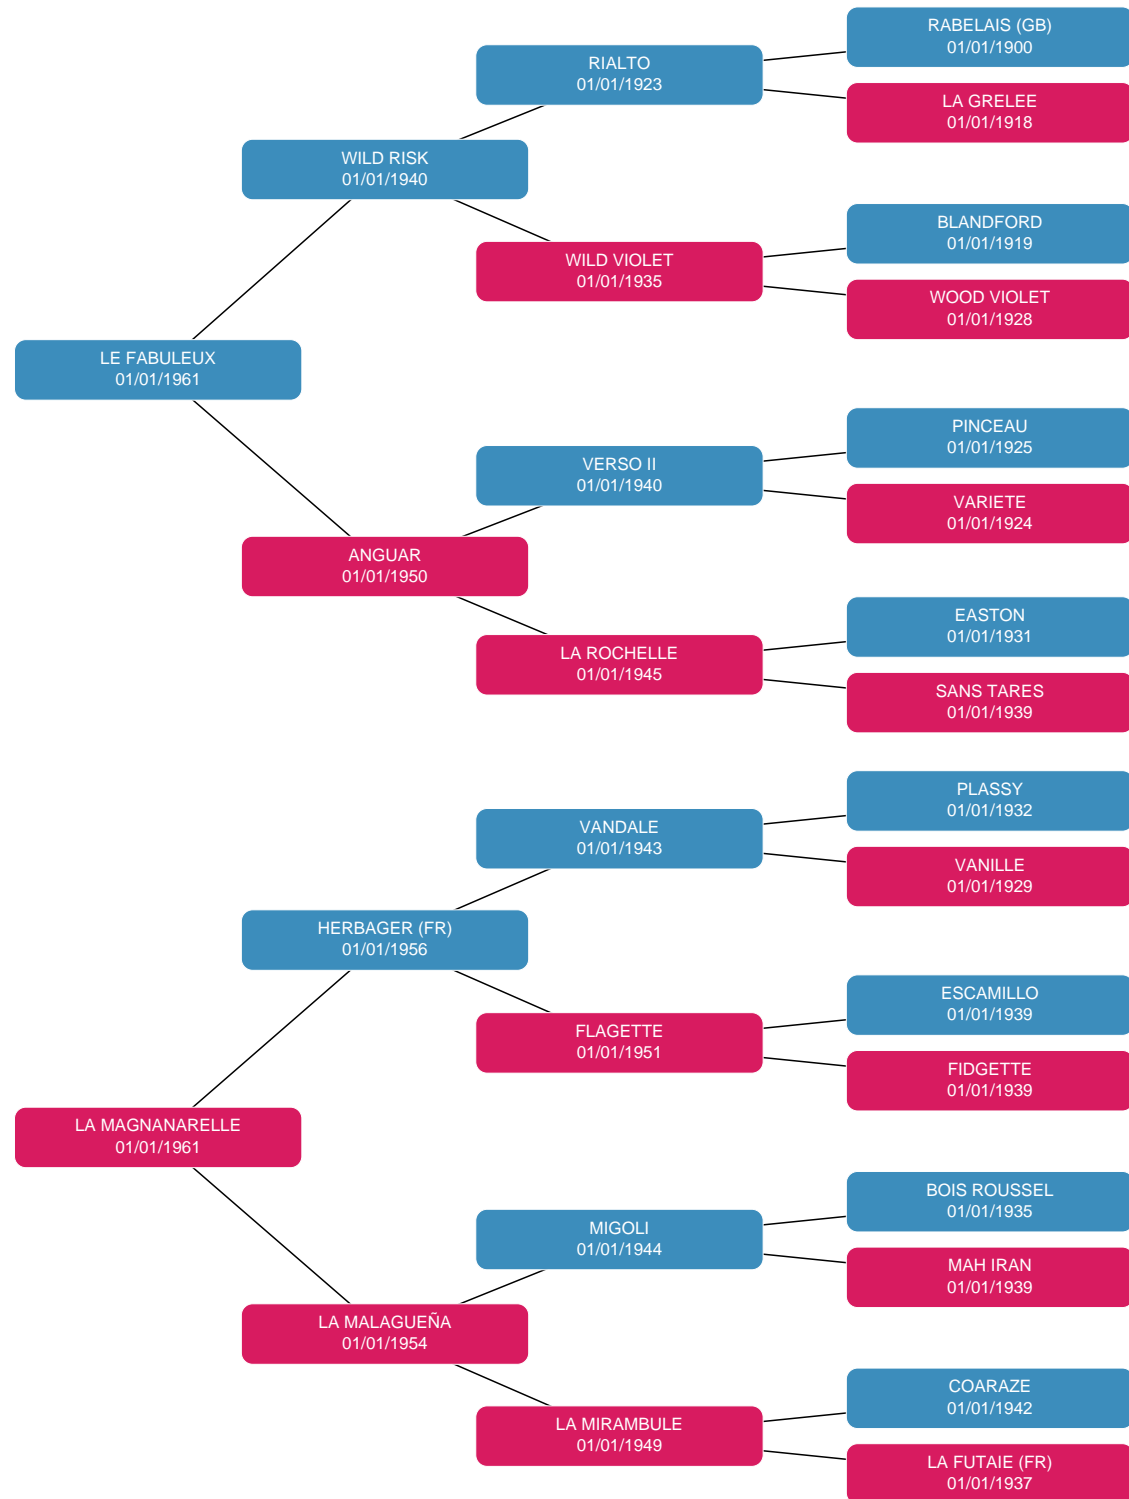 RABELAIS (GB)
01/01/1900
RIALTO
01/01/1923
LA GRELEE
01/01/1918
WILD RISK
01/01/1940
BLANDFORD
01/01/1919
WILD VIOLET
01/01/1935
WOOD VIOLET
01/01/1928
LE FABULEUX
01/01/1961
PINCEAU
01/01/1925
VERSO II
01/01/1940
VARIETE
01/01/1924
ANGUAR
01/01/1950
EASTON
01/01/1931
LA ROCHELLE
01/01/1945
SANS TARES
01/01/1939
PLASSY
01/01/1932
VANDALE
01/01/1943
VANILLE
01/01/1929
HERBAGER (FR)
01/01/1956
ESCAMILLO
01/01/1939
FLAGETTE
01/01/1951
FIDGETTE
01/01/1939
LA MAGNANARELLE
01/01/1961
BOIS ROUSSEL
01/01/1935
MIGOLI
01/01/1944
MAH IRAN
01/01/1939
LA MALAGUEÑA
01/01/1954
COARAZE
01/01/1942
LA MIRAMBULE
01/01/1949
LA FUTAIE (FR)
01/01/1937